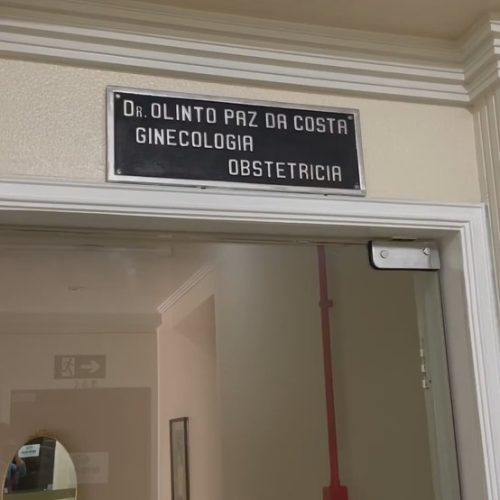 DR. OLINTO PAZ DA COSTA
GINECOLOGIA
OBSTETRICIA